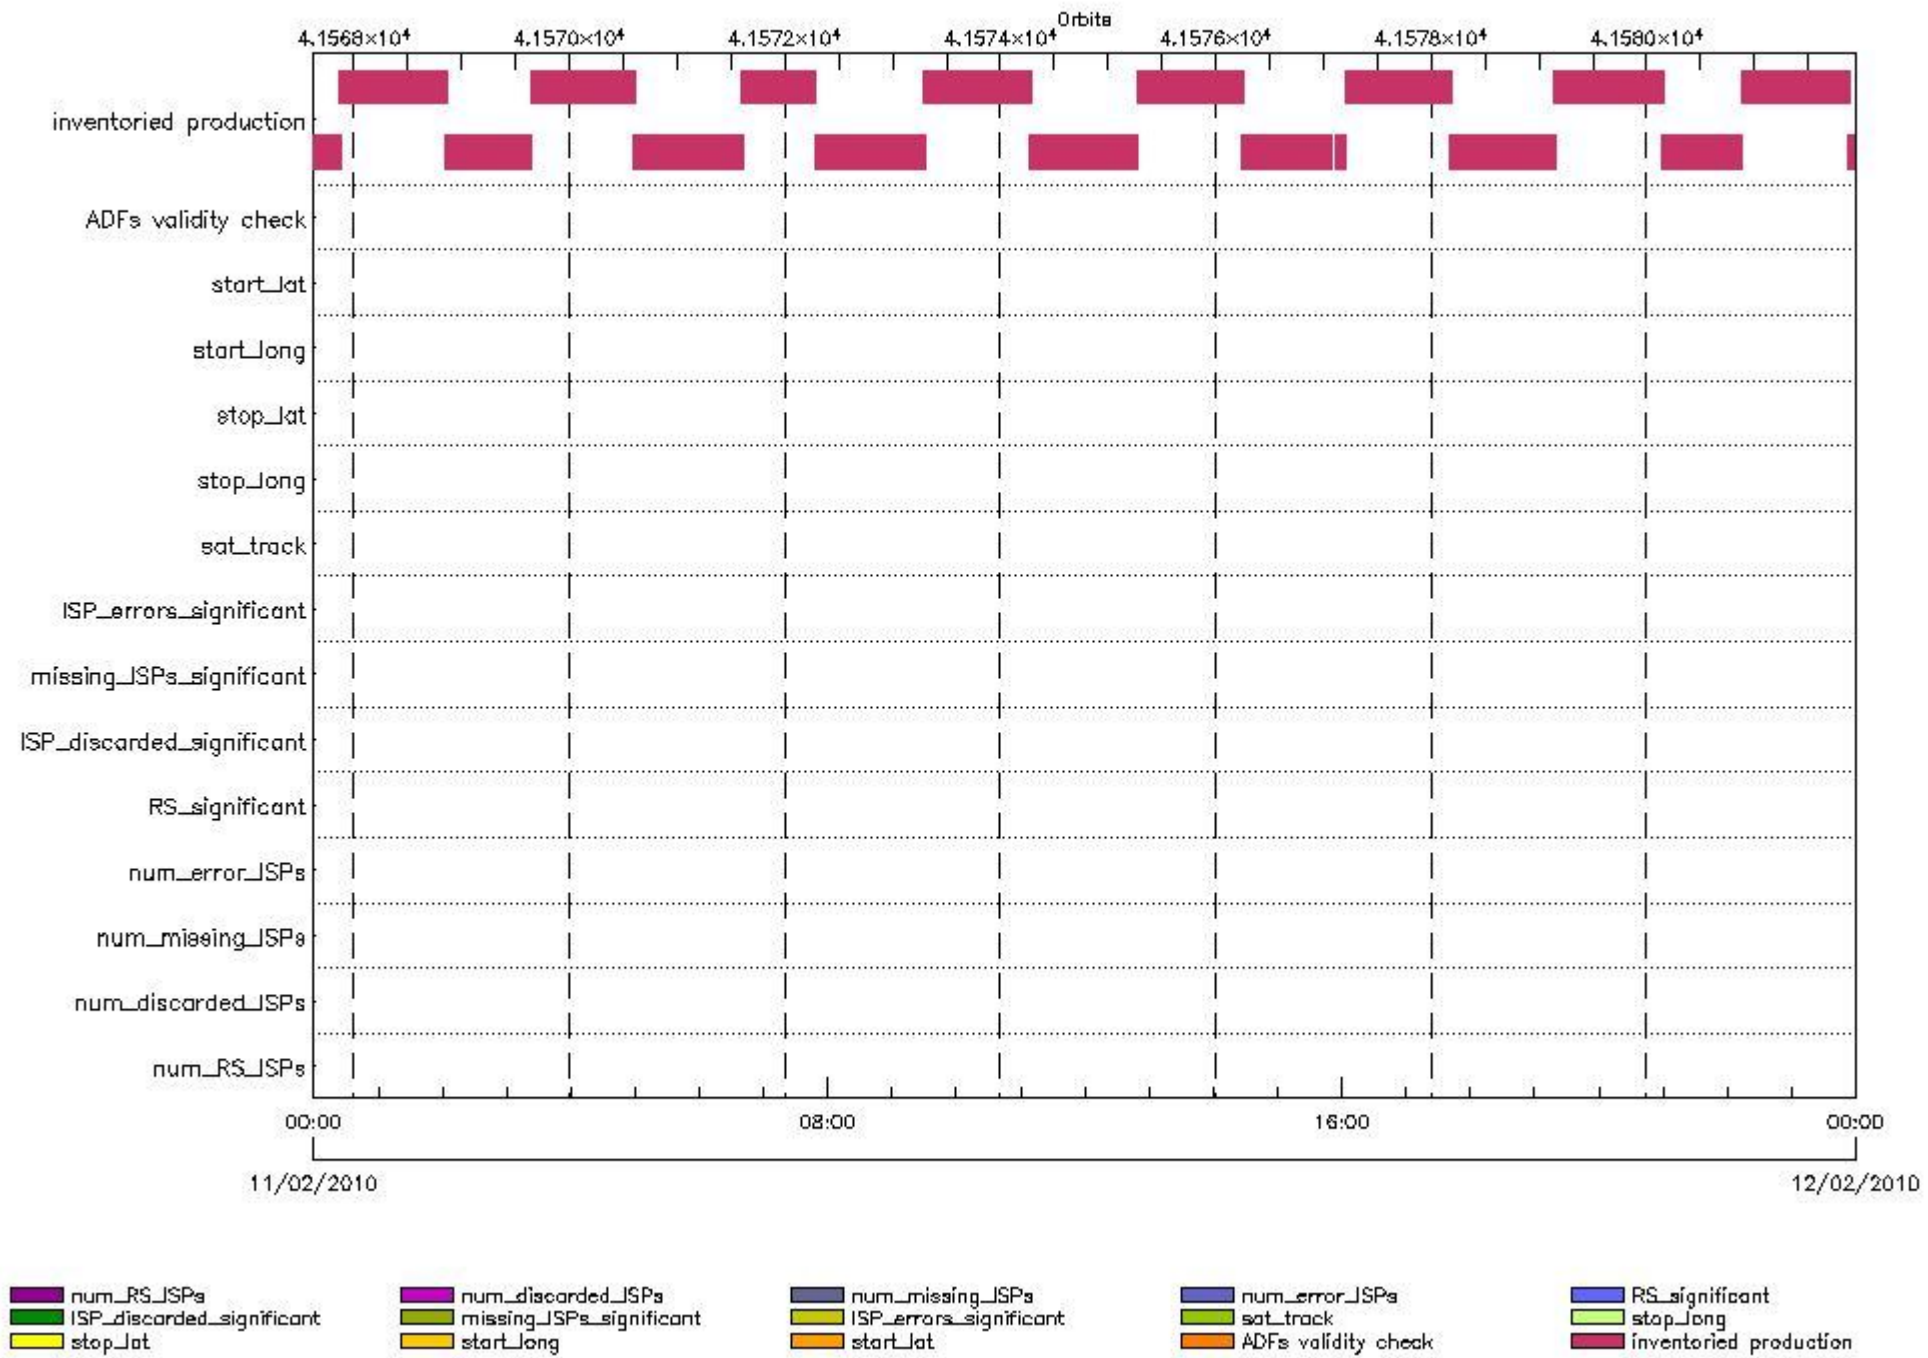 Orbits
4.1568×10⁴ 4.1570×10⁴ 4.1572×10⁴ 4.1574×10⁴ 4.1576×10⁴ 4.1578×10⁴ 4.1580×10⁴
inventoried production
ADFs validity check
start_lat
start_long
stop_lat
stop_long
sat_track
ISP_errors_significant
missing_ISPs_significant
ISP_discarded_significant
RS_significant
num_error_ISPs
num_missing_ISPs
num_discarded_ISPs
num_RS_ISPs
00:00 08:00 16:00 00:00
11/02/2010 12/02/2010
num_RS_ISPs num_discarded_ISPs num_missing_ISPs num_error_ISPs RS_significant
ISP_discarded_significant missing_ISPs_significant ISP_errors_significant sat_track stop_long
stop_lat start_long start_lat ADFs validity check inventoried production